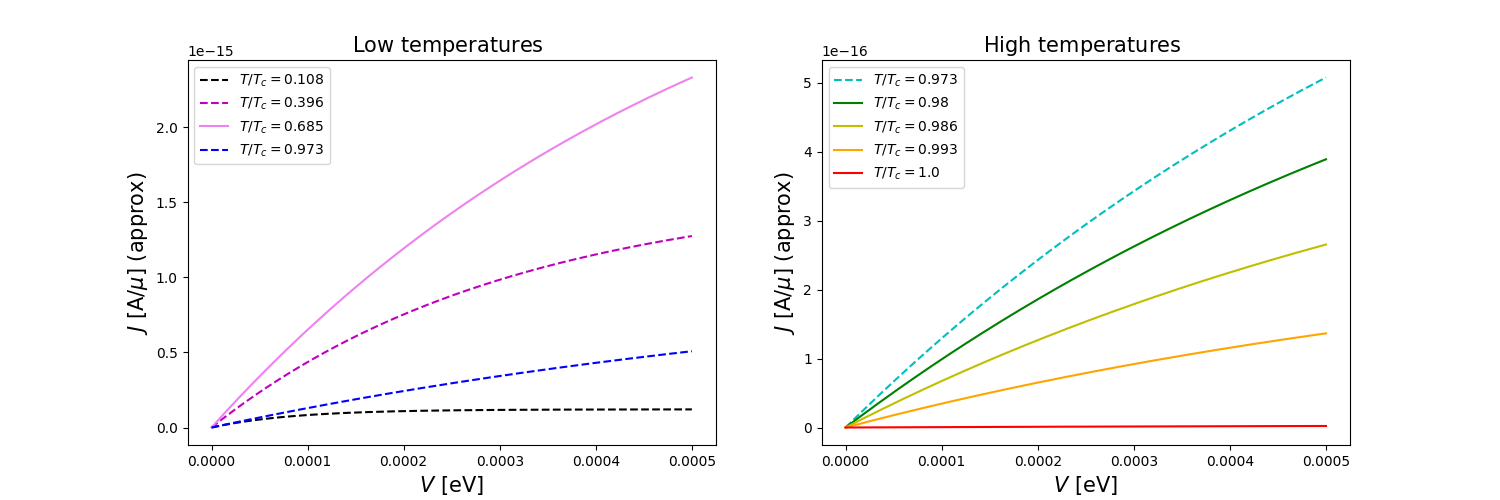 Low temperatures
1e−15
T/T_c = 0.108
T/T_c = 0.396
T/T_c = 0.685
T/T_c = 0.973
2.0
1.5
1.0
0.5
0.0
J [A/μ] (approx)
0.0000 0.0001 0.0002 0.0003 0.0004 0.0005
V [eV]
High temperatures
1e−16
T/T_c = 0.973
T/T_c = 0.98
T/T_c = 0.986
T/T_c = 0.993
T/T_c = 1.0
5
4
3
2
1
0
J [A/μ] (approx)
0.0000 0.0001 0.0002 0.0003 0.0004 0.0005
V [eV]